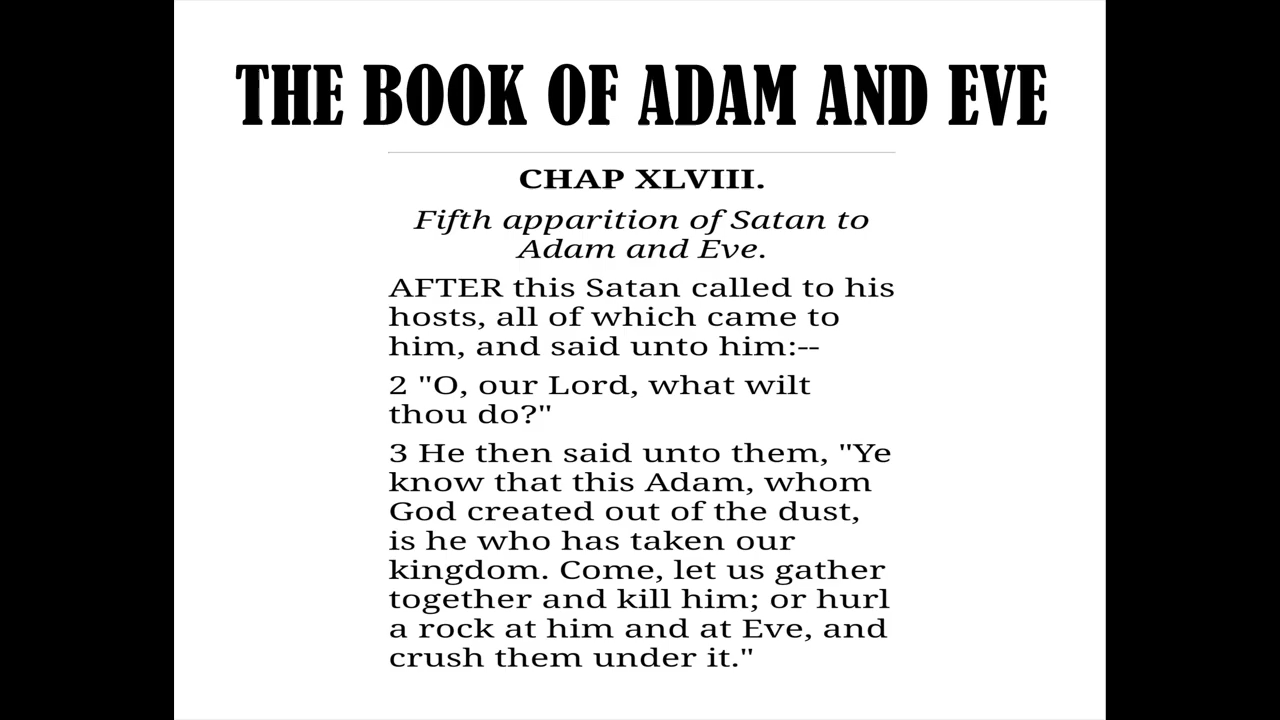 THE BOOK OF ADAM AND EVE
CHAP XLVIII.
Fifth apparition of Satan to
Adam and Eve.
AFTER this Satan called to his
hosts, all of which came to
him, and said unto him:--
2 "O, our Lord, what wilt
thou do?"
3 He then said unto them, "Ye
know that this Adam, whom
God created out of the dust,
is he who has taken our
kingdom. Come, let us gather
together and kill him; or hurl
a rock at him and at Eve, and
crush them under it."